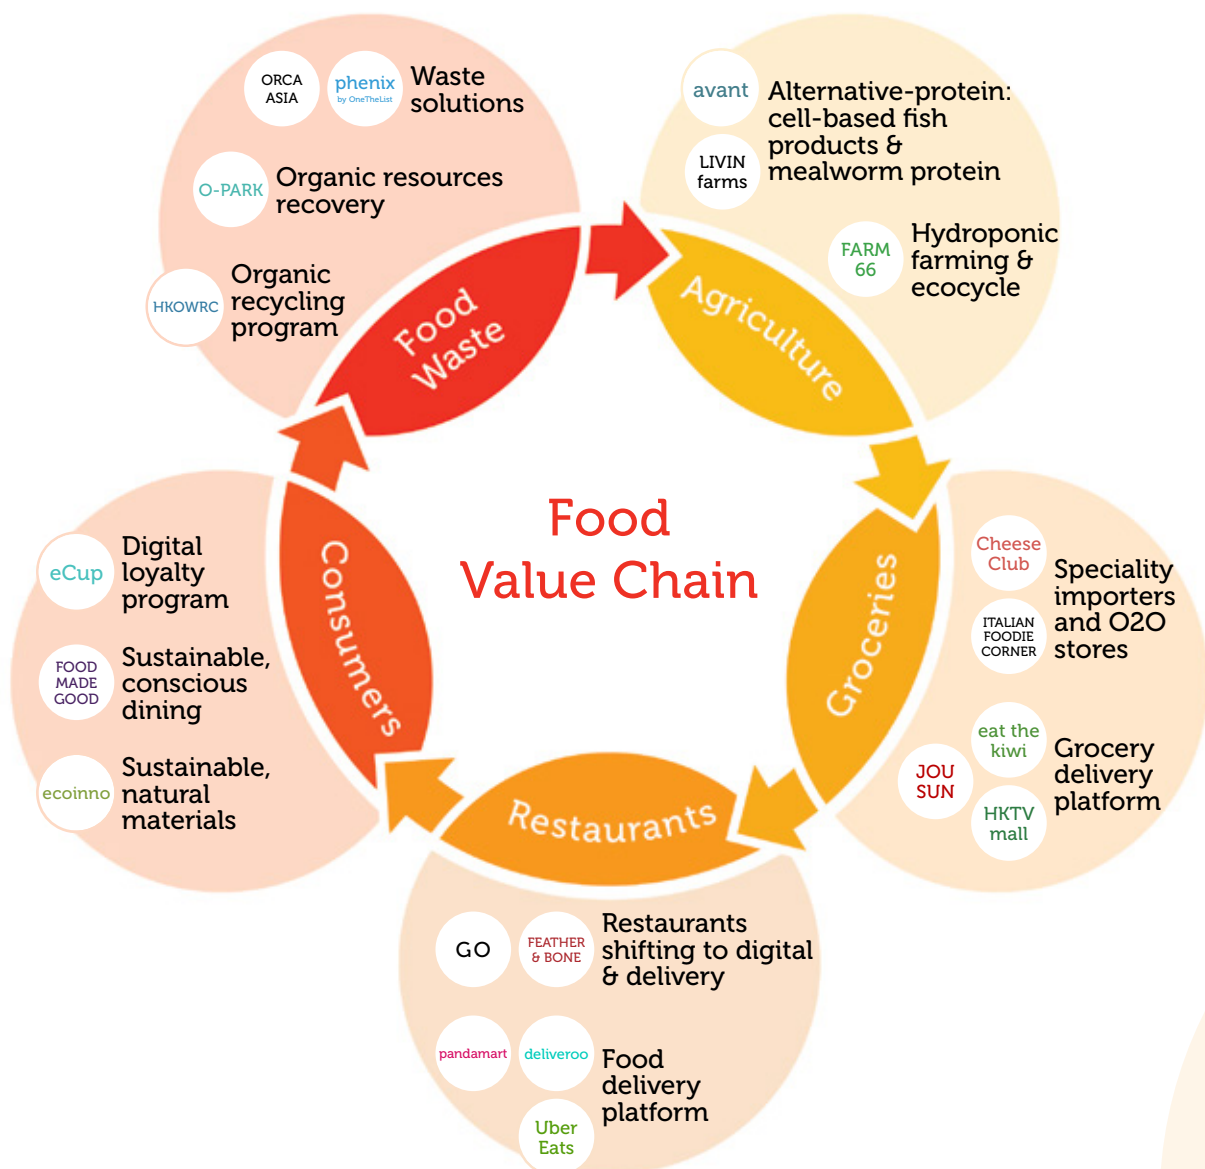 ORCA
ASIA
phenix
by OneTheList
Waste
solutions
O-PARK
Organic resources
recovery
HKOWRC
Organic
recycling
program
Food
Waste
avant
LIVIN
farms
Alternative-protein:
cell-based fish
products &
mealworm protein
FARM
66
Hydroponic
farming &
ecocycle
Agriculture
Food
Value Chain
Cheese
Club
ITALIAN
FOODIE
CORNER
Speciality
importers
and O2O
stores
eat the
kiwi
JOU
SUN
HKTV
mall
Grocery
delivery
platform
Groceries
eCup
Digital
loyalty
program
FOOD
MADE
GOOD
Sustainable,
conscious
dining
ecoinno
Sustainable,
natural
materials
Consumers
Restaurants
GO
FEATHER
& BONE
Restaurants
shifting to digital
& delivery
pandamart
deliveroo
Uber
Eats
Food
delivery
platform